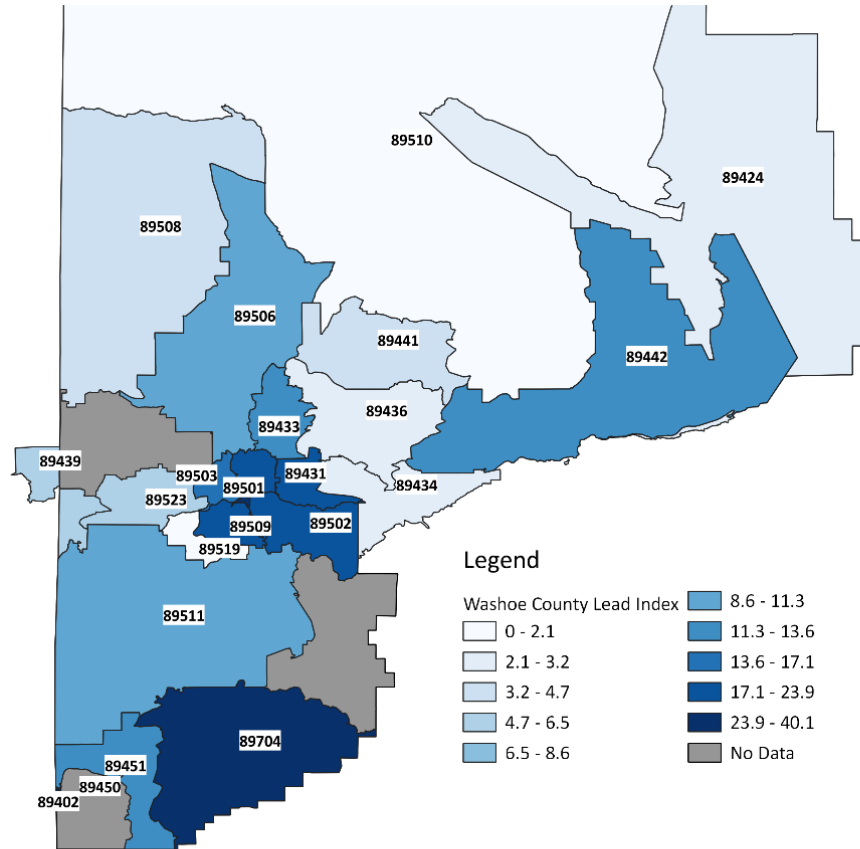 89510
89424
89508
89506
89441
89442
89436
89433
89439
89503
89431
89501
89434
89523
89509
89502
89519
89511
89704
89451
89450
89402
Legend
Washoe County Lead Index
0 - 2.1
2.1 - 3.2
3.2 - 4.7
4.7 - 6.5
6.5 - 8.6
8.6 - 11.3
11.3 - 13.6
13.6 - 17.1
17.1 - 23.9
23.9 - 40.1
No Data